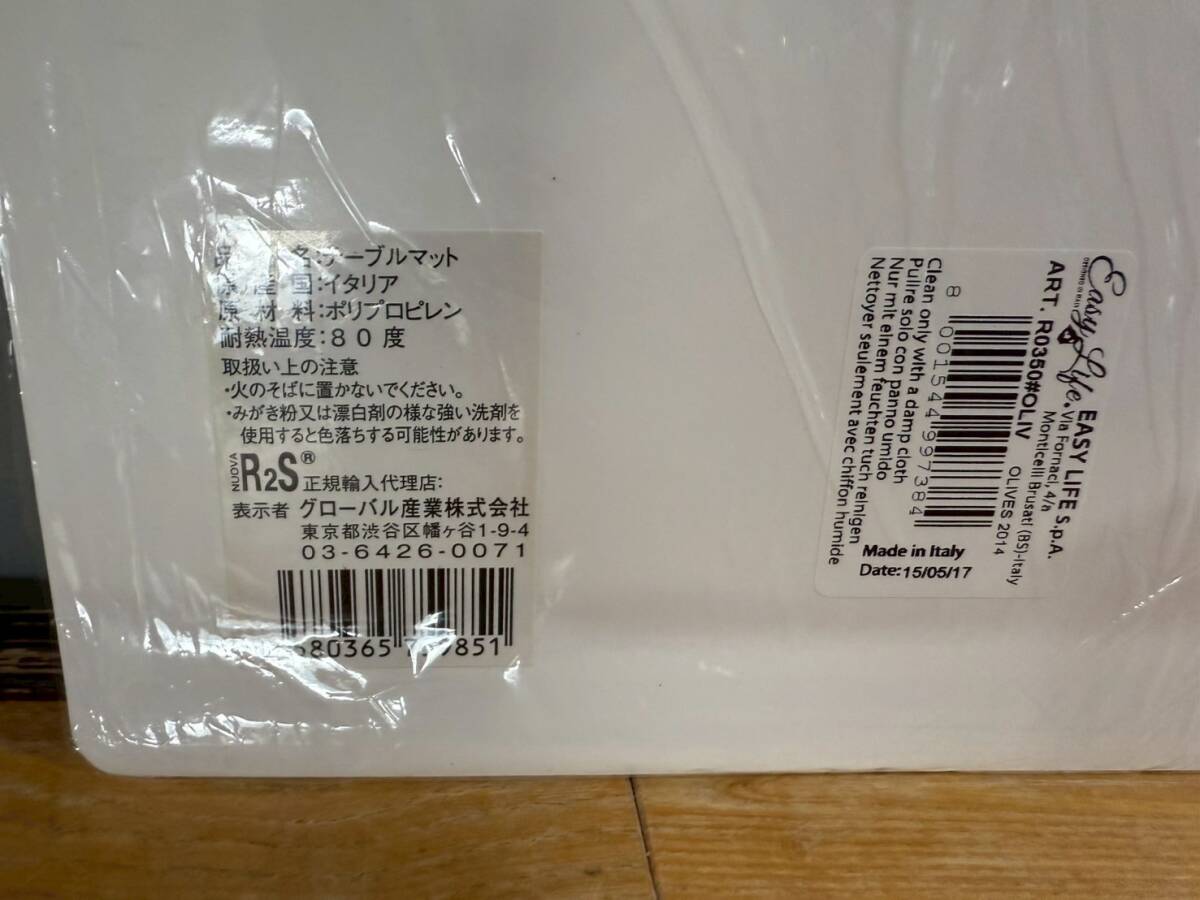 品 名:テーブルマット
原 産 国:イタリア
原 材 料:ポリプロピレン
耐熱温度:80度
取扱い上の注意
・火のそばに置かないでください。
・みがき粉又は漂白剤の様な強い洗剤を
使用すると色落ちする可能性があります。
NUOVA R2S® 正規輸入代理店:
表示者 グローバル産業株式会社
東京都渋谷区幡ヶ谷1-9-4
03-6426-0071
Easy Life
EASY LIFE S.p.A.
Via Fornaci, 4/a
Monticelli Brusati (BS)-Italy
ART. R0350#OLIV
OLIVES 2014
8 001544 997384
Clean only with a damp cloth
Pulire solo con panno umido
Nur mit einem feuchten tuch reinigen
Nettoyer seulement avec chiffon humide
Made in Italy
Date: 15/05/17